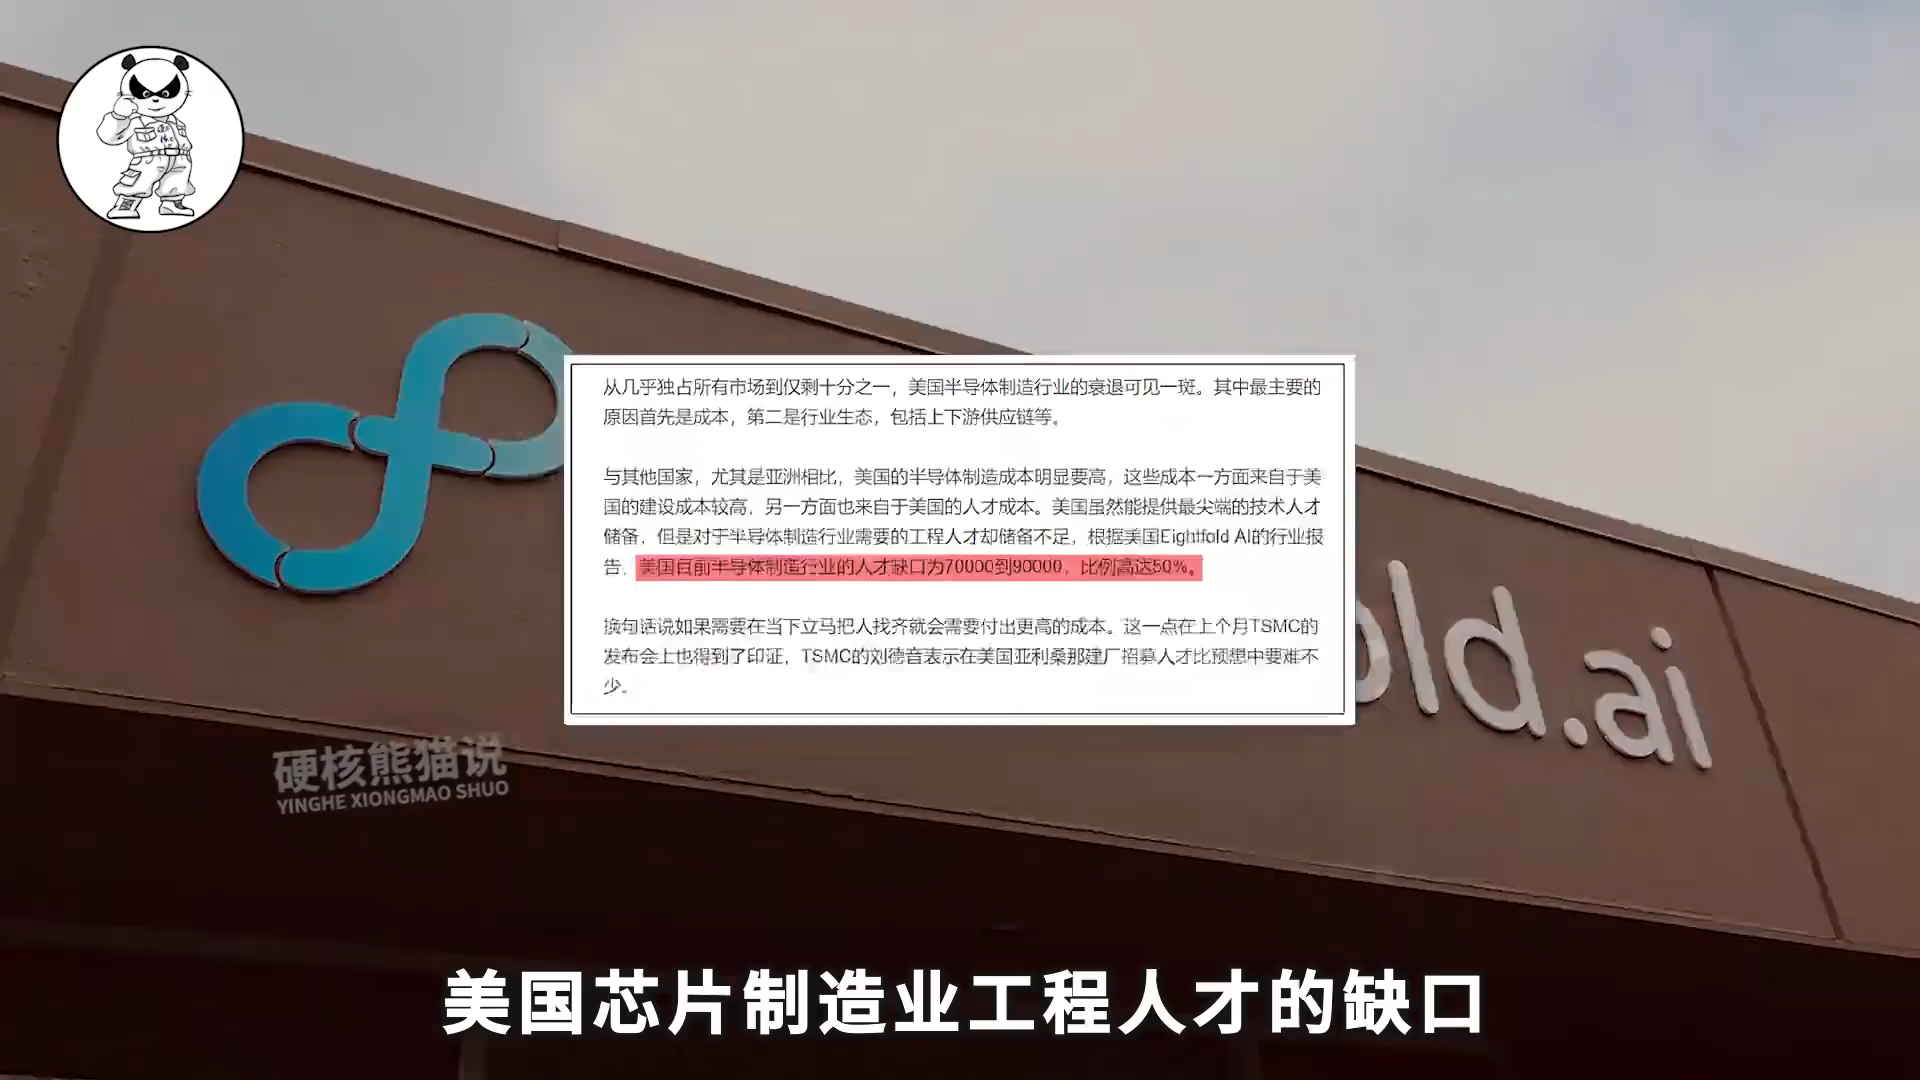 从几乎独占所有市场到仅剩十分之一，美国半导体制造行业的衰退可见一斑。其中最主要的
原因首先是成本，第二是行业生态，包括上下游供应链等。
与其他国家，尤其是亚洲相比，美国的半导体制造成本明显要高，这些成本一方面来自于美
国的建设成本较高，另一方面也来自于美国的人才成本。美国虽然能提供最尖端的技术人才
储备，但是对于半导体制造行业需要的工程人才却储备不足，根据美国Eightfold AI的行业报
告，美国目前半导体制造行业的人才缺口为70000到90000，比例高达50%。
换句话说如果需要在当下立马把人找齐就会需要付出更高的成本。这一点在上个月TSMC的
发布会上也得到了印证，TSMC的刘德音表示在美国亚利桑那建厂招募人才比预想中要难不
少。
old.ai
硬核熊猫说
YINGHE XIONGMAO SHUO
美国芯片制造业工程人才的缺口